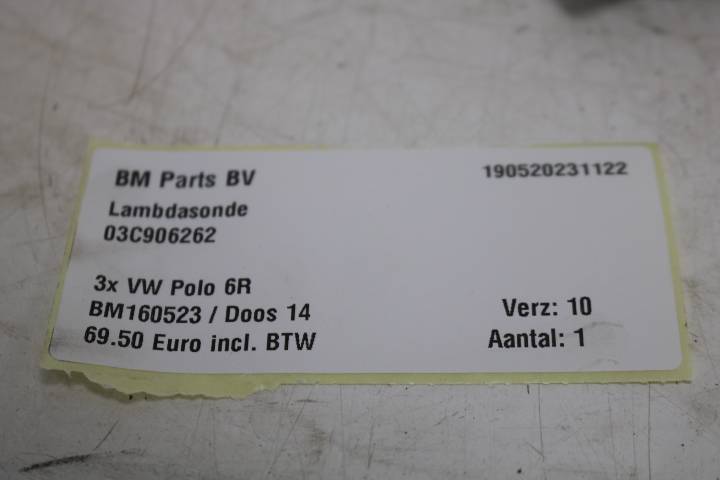 BM Parts BV
190520231122
Lambdasonde
03C906262
3x VW Polo 6R
BM160523 / Doos 14
Verz: 10
69.50 Euro incl. BTW
Aantal: 1